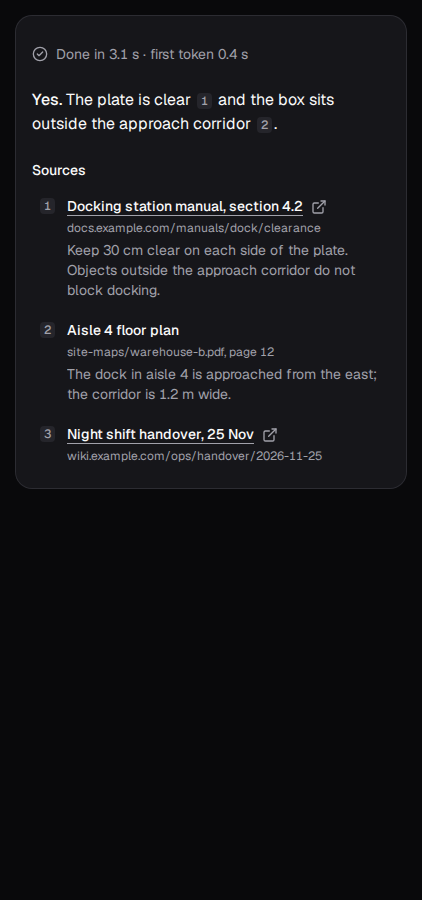 Done in 3.1 s · first token 0.4 s
Yes. The plate is clear 1 and the box sits
outside the approach corridor 2.
Sources
1 Docking station manual, section 4.2
docs.example.com/manuals/dock/clearance
Keep 30 cm clear on each side of the plate.
Objects outside the approach corridor do not
block docking.
2 Aisle 4 floor plan
site-maps/warehouse-b.pdf, page 12
The dock in aisle 4 is approached from the east;
the corridor is 1.2 m wide.
3 Night shift handover, 25 Nov
wiki.example.com/ops/handover/2026-11-25